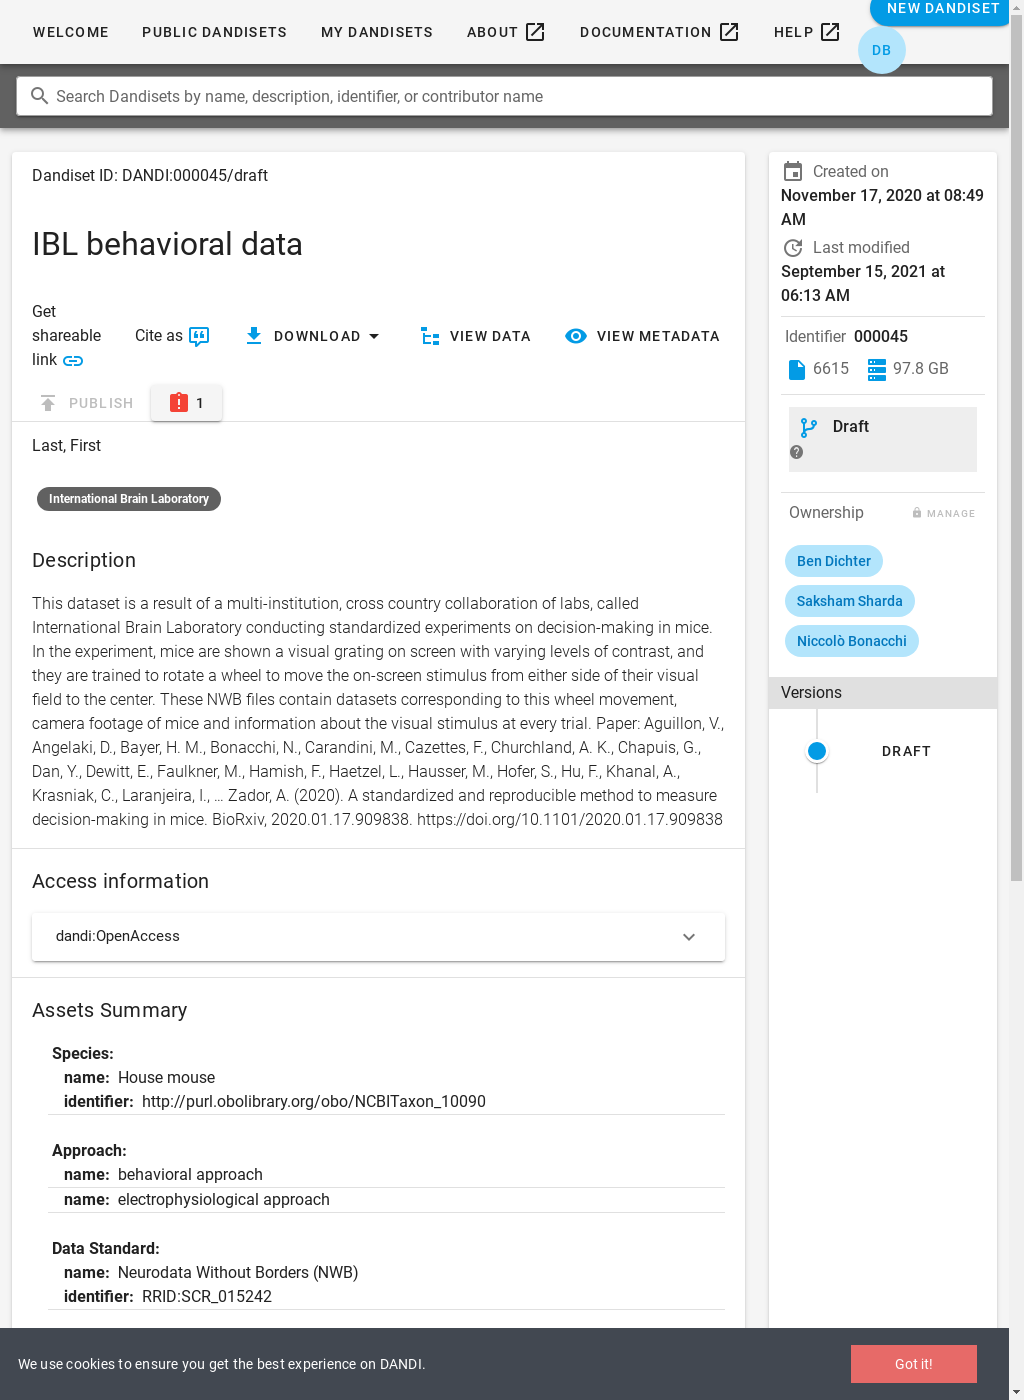 WELCOME PUBLIC DANDISETS MY DANDISETS ABOUT DOCUMENTATION HELP NEW DANDISET
DB
Search Dandisets by name, description, identifier, or contributor name
Dandiset ID: DANDI:000045/draft
IBL behavioral data
Get
shareable
link
Cite as
DOWNLOAD
VIEW DATA
VIEW METADATA
PUBLISH
1
Last, First
International Brain Laboratory
Description
This dataset is a result of a multi-institution, cross country collaboration of labs, called
International Brain Laboratory conducting standardized experiments on decision-making in mice.
In the experiment, mice are shown a visual grating on screen with varying levels of contrast, and
they are trained to rotate a wheel to move the on-screen stimulus from either side of their visual
field to the center. These NWB files contain datasets corresponding to this wheel movement,
camera footage of mice and information about the visual stimulus at every trial. Paper: Aguillon, V.,
Angelaki, D., Bayer, H. M., Bonacchi, N., Carandini, M., Cazettes, F., Churchland, A. K., Chapuis, G.,
Dan, Y., Dewitt, E., Faulkner, M., Hamish, F., Haetzel, L., Hausser, M., Hofer, S., Hu, F., Khanal, A.,
Krasniak, C., Laranjeira, I., … Zador, A. (2020). A standardized and reproducible method to measure
decision-making in mice. BioRxiv, 2020.01.17.909838. https://doi.org/10.1101/2020.01.17.909838
Access information
dandi:OpenAccess
Assets Summary
Species:
name: House mouse
identifier: http://purl.obolibrary.org/obo/NCBITaxon_10090
Approach:
name: behavioral approach
name: electrophysiological approach
Data Standard:
name: Neurodata Without Borders (NWB)
identifier: RRID:SCR_015242
Created on
November 17, 2020 at 08:49
AM
Last modified
September 15, 2021 at
06:13 AM
Identifier 000045
6615 97.8 GB
Draft
Ownership MANAGE
Ben Dichter
Saksham Sharda
Niccolò Bonacchi
Versions
DRAFT
We use cookies to ensure you get the best experience on DANDI.
Got it!